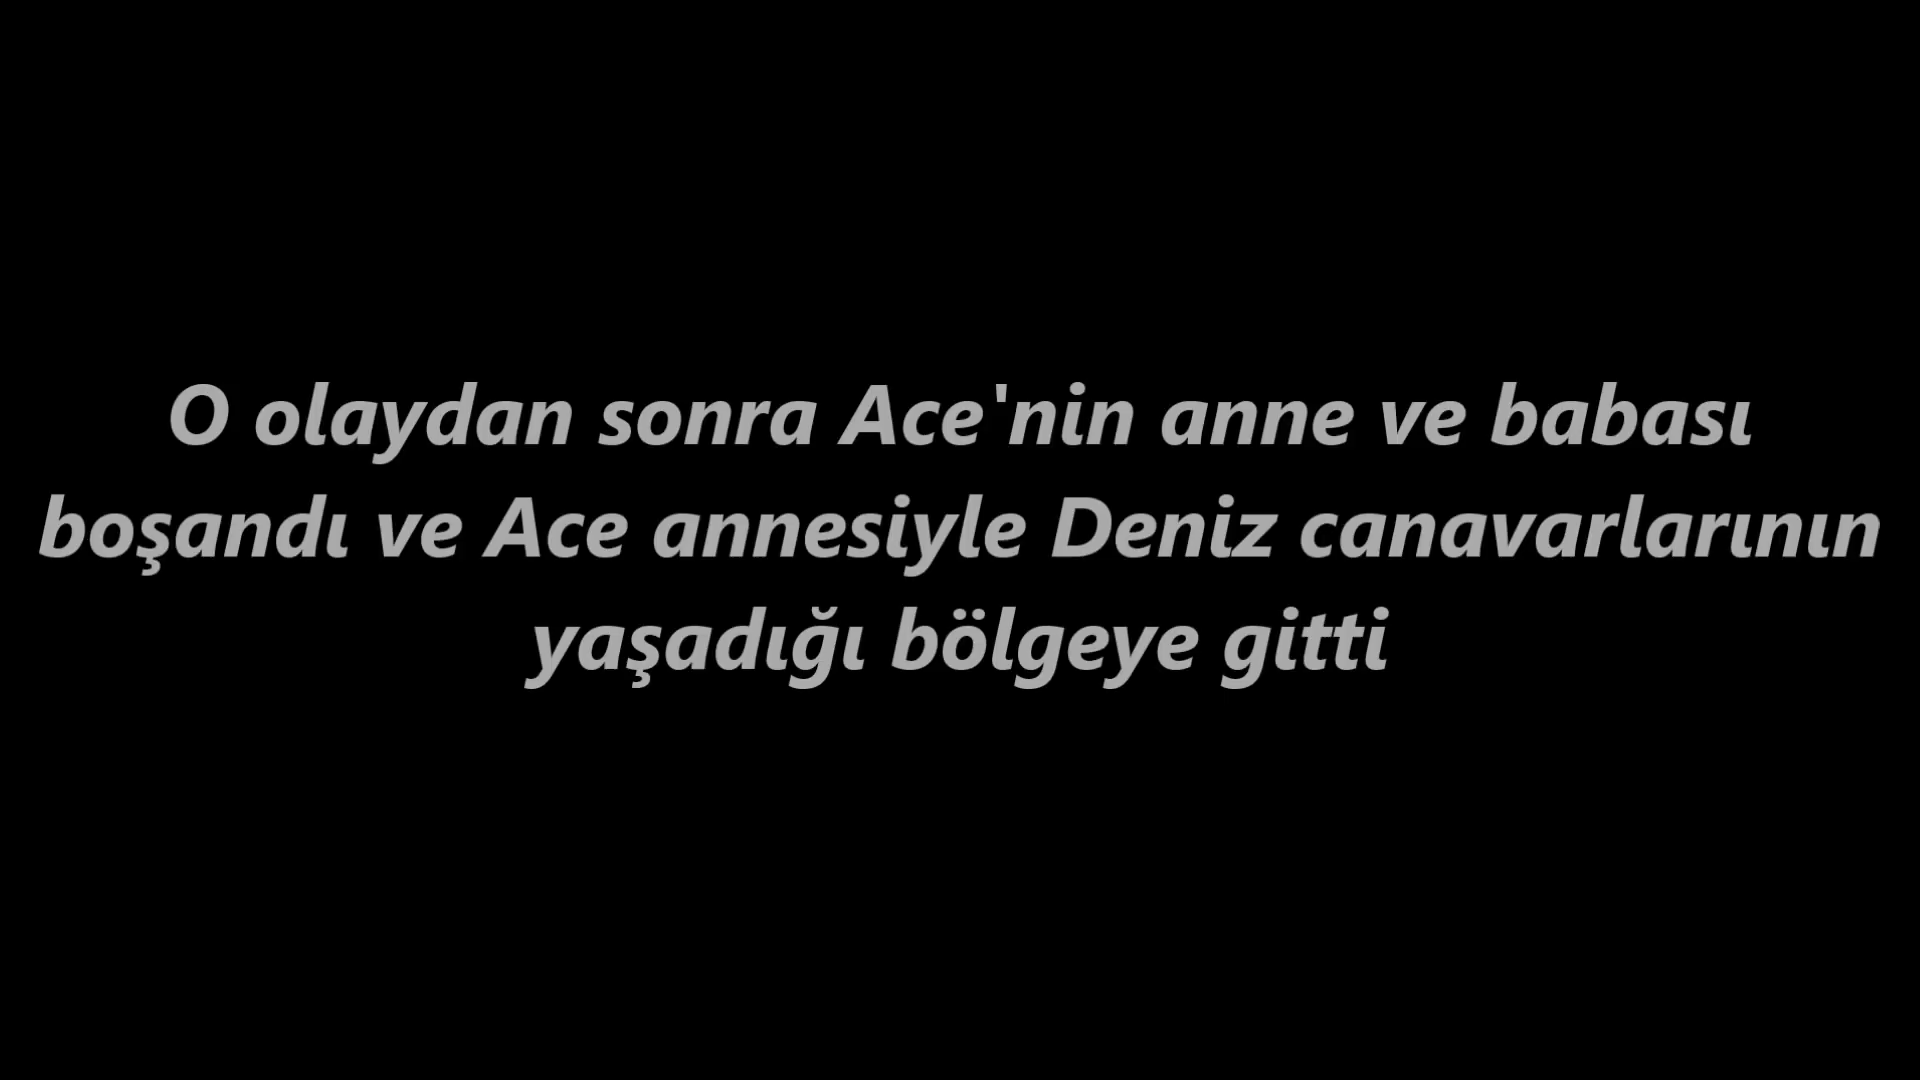 O olaydan sonra Ace'nin anne ve babası
boşandı ve Ace annesiyle Deniz canavarlarının
yaşadığı bölgeye gitti